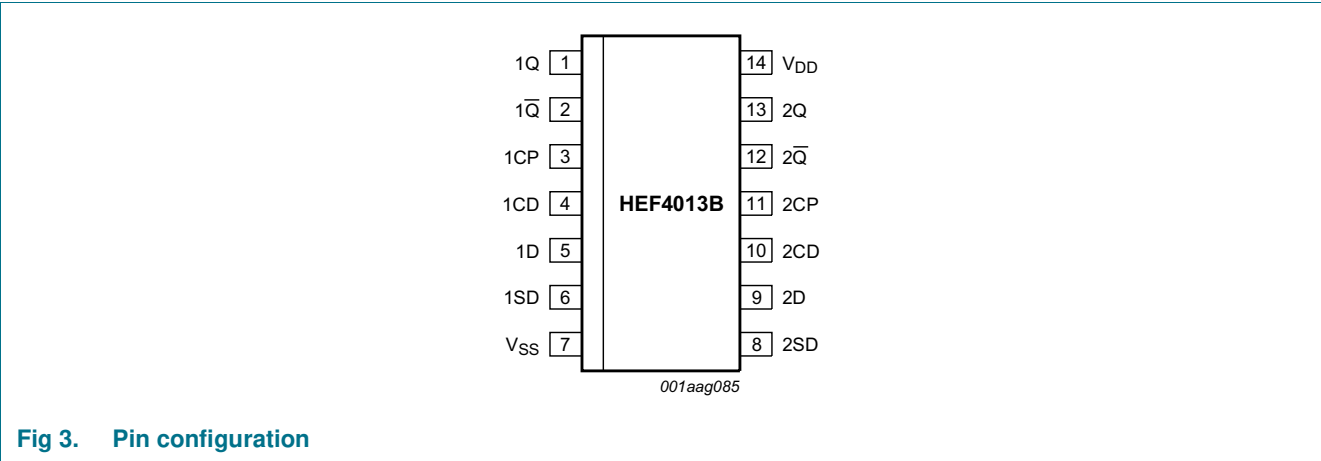 1Q 1 14 VDD
1Q̅ 2 13 2Q
1CP 3 12 2Q̅
1CD 4 HEF4013B 11 2CP
1D 5 10 2CD
1SD 6 9 2D
VSS 7 8 2SD
001aag085
Fig 3. Pin configuration